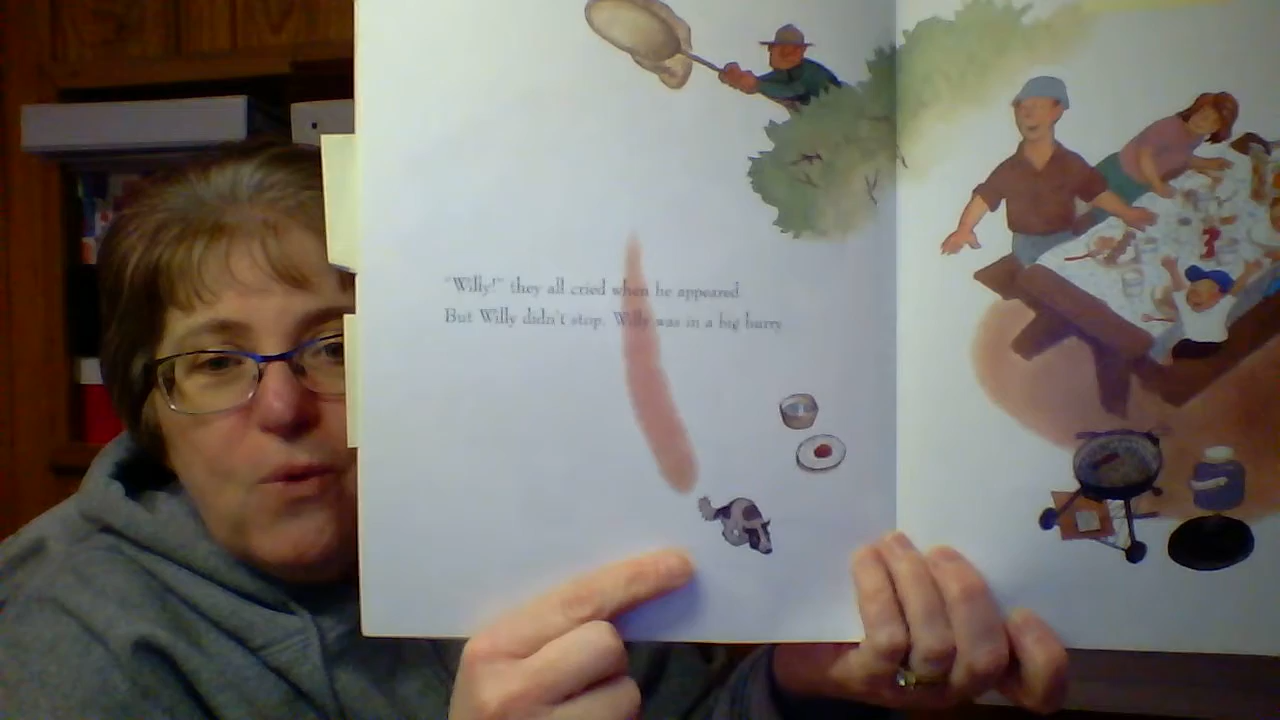 "Willy!" they all cried when he appeared.
But Willy didn't stop. Willy was in a big hurry.